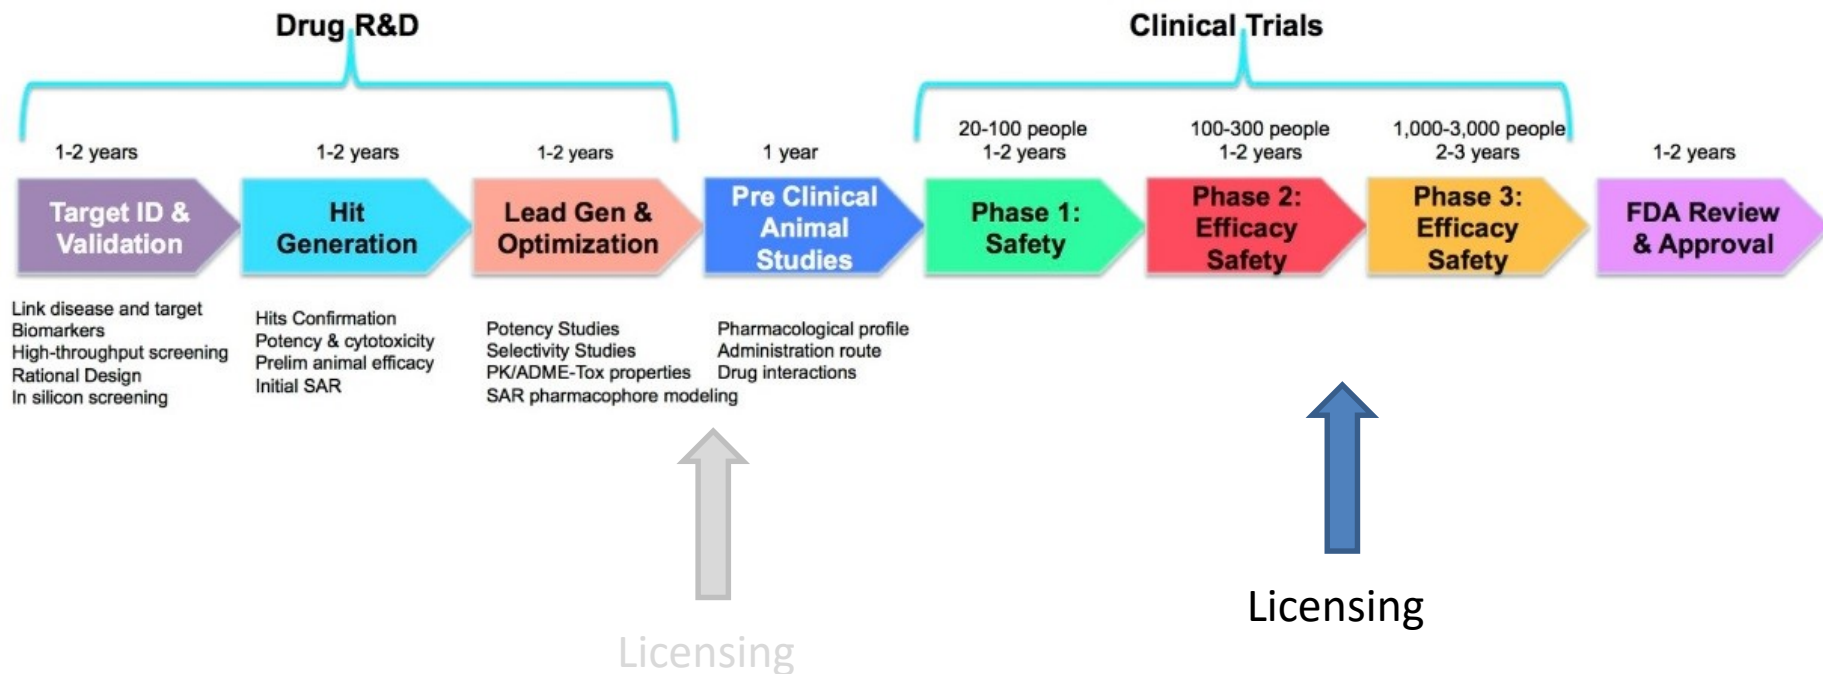 Drug R&D
Clinical Trials
1-2 years
1-2 years
1-2 years
1 year
20-100 people
1-2 years
100-300 people
1-2 years
1,000-3,000 people
2-3 years
1-2 years
Target ID &
Validation
Hit
Generation
Lead Gen &
Optimization
Pre Clinical
Animal
Studies
Phase 1:
Safety
Phase 2:
Efficacy
Safety
Phase 3:
Efficacy
Safety
FDA Review
& Approval
Link disease and target
Biomarkers
High-throughput screening
Rational Design
In silicon screening
Hits Confirmation
Potency & cytotoxicity
Prelim animal efficacy
Initial SAR
Potency Studies
Selectivity Studies
PK/ADME-Tox properties
SAR pharmacophore modeling
Pharmacological profile
Administration route
Drug interactions
Licensing
Licensing